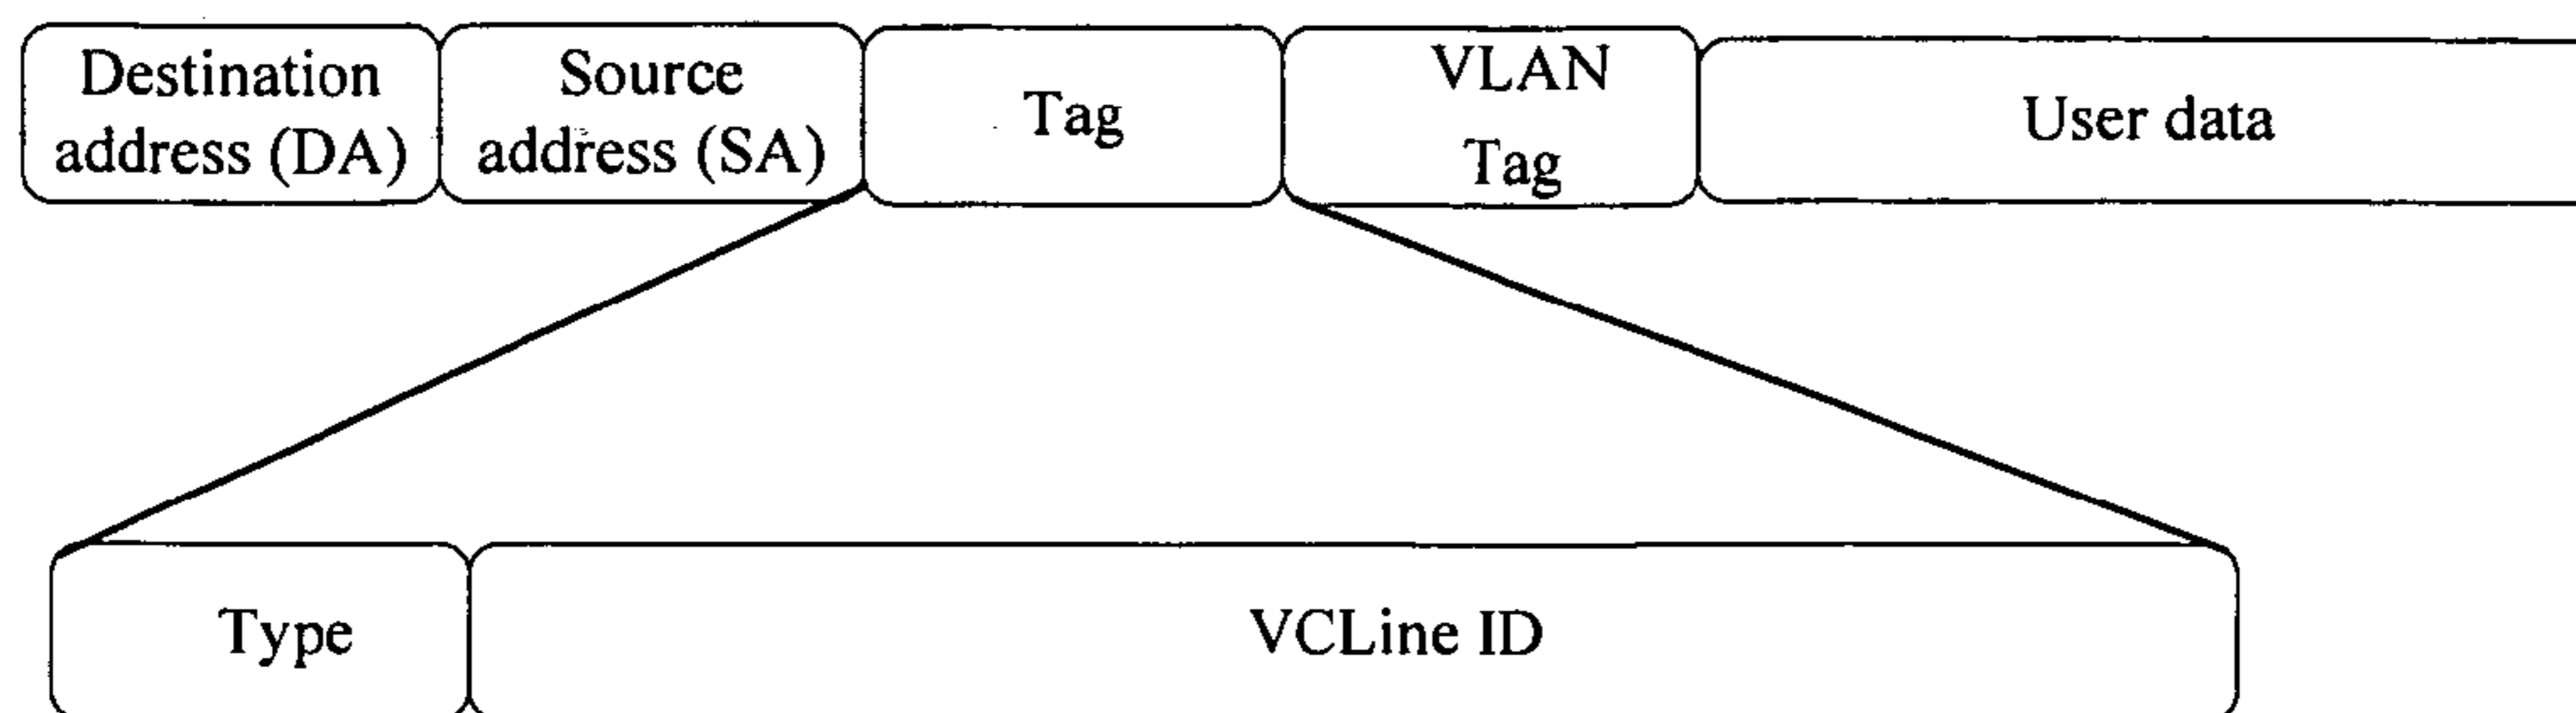 Destination
address (DA)
Source
address (SA)
Tag
VLAN
Tag
User data
Type
VCLine ID